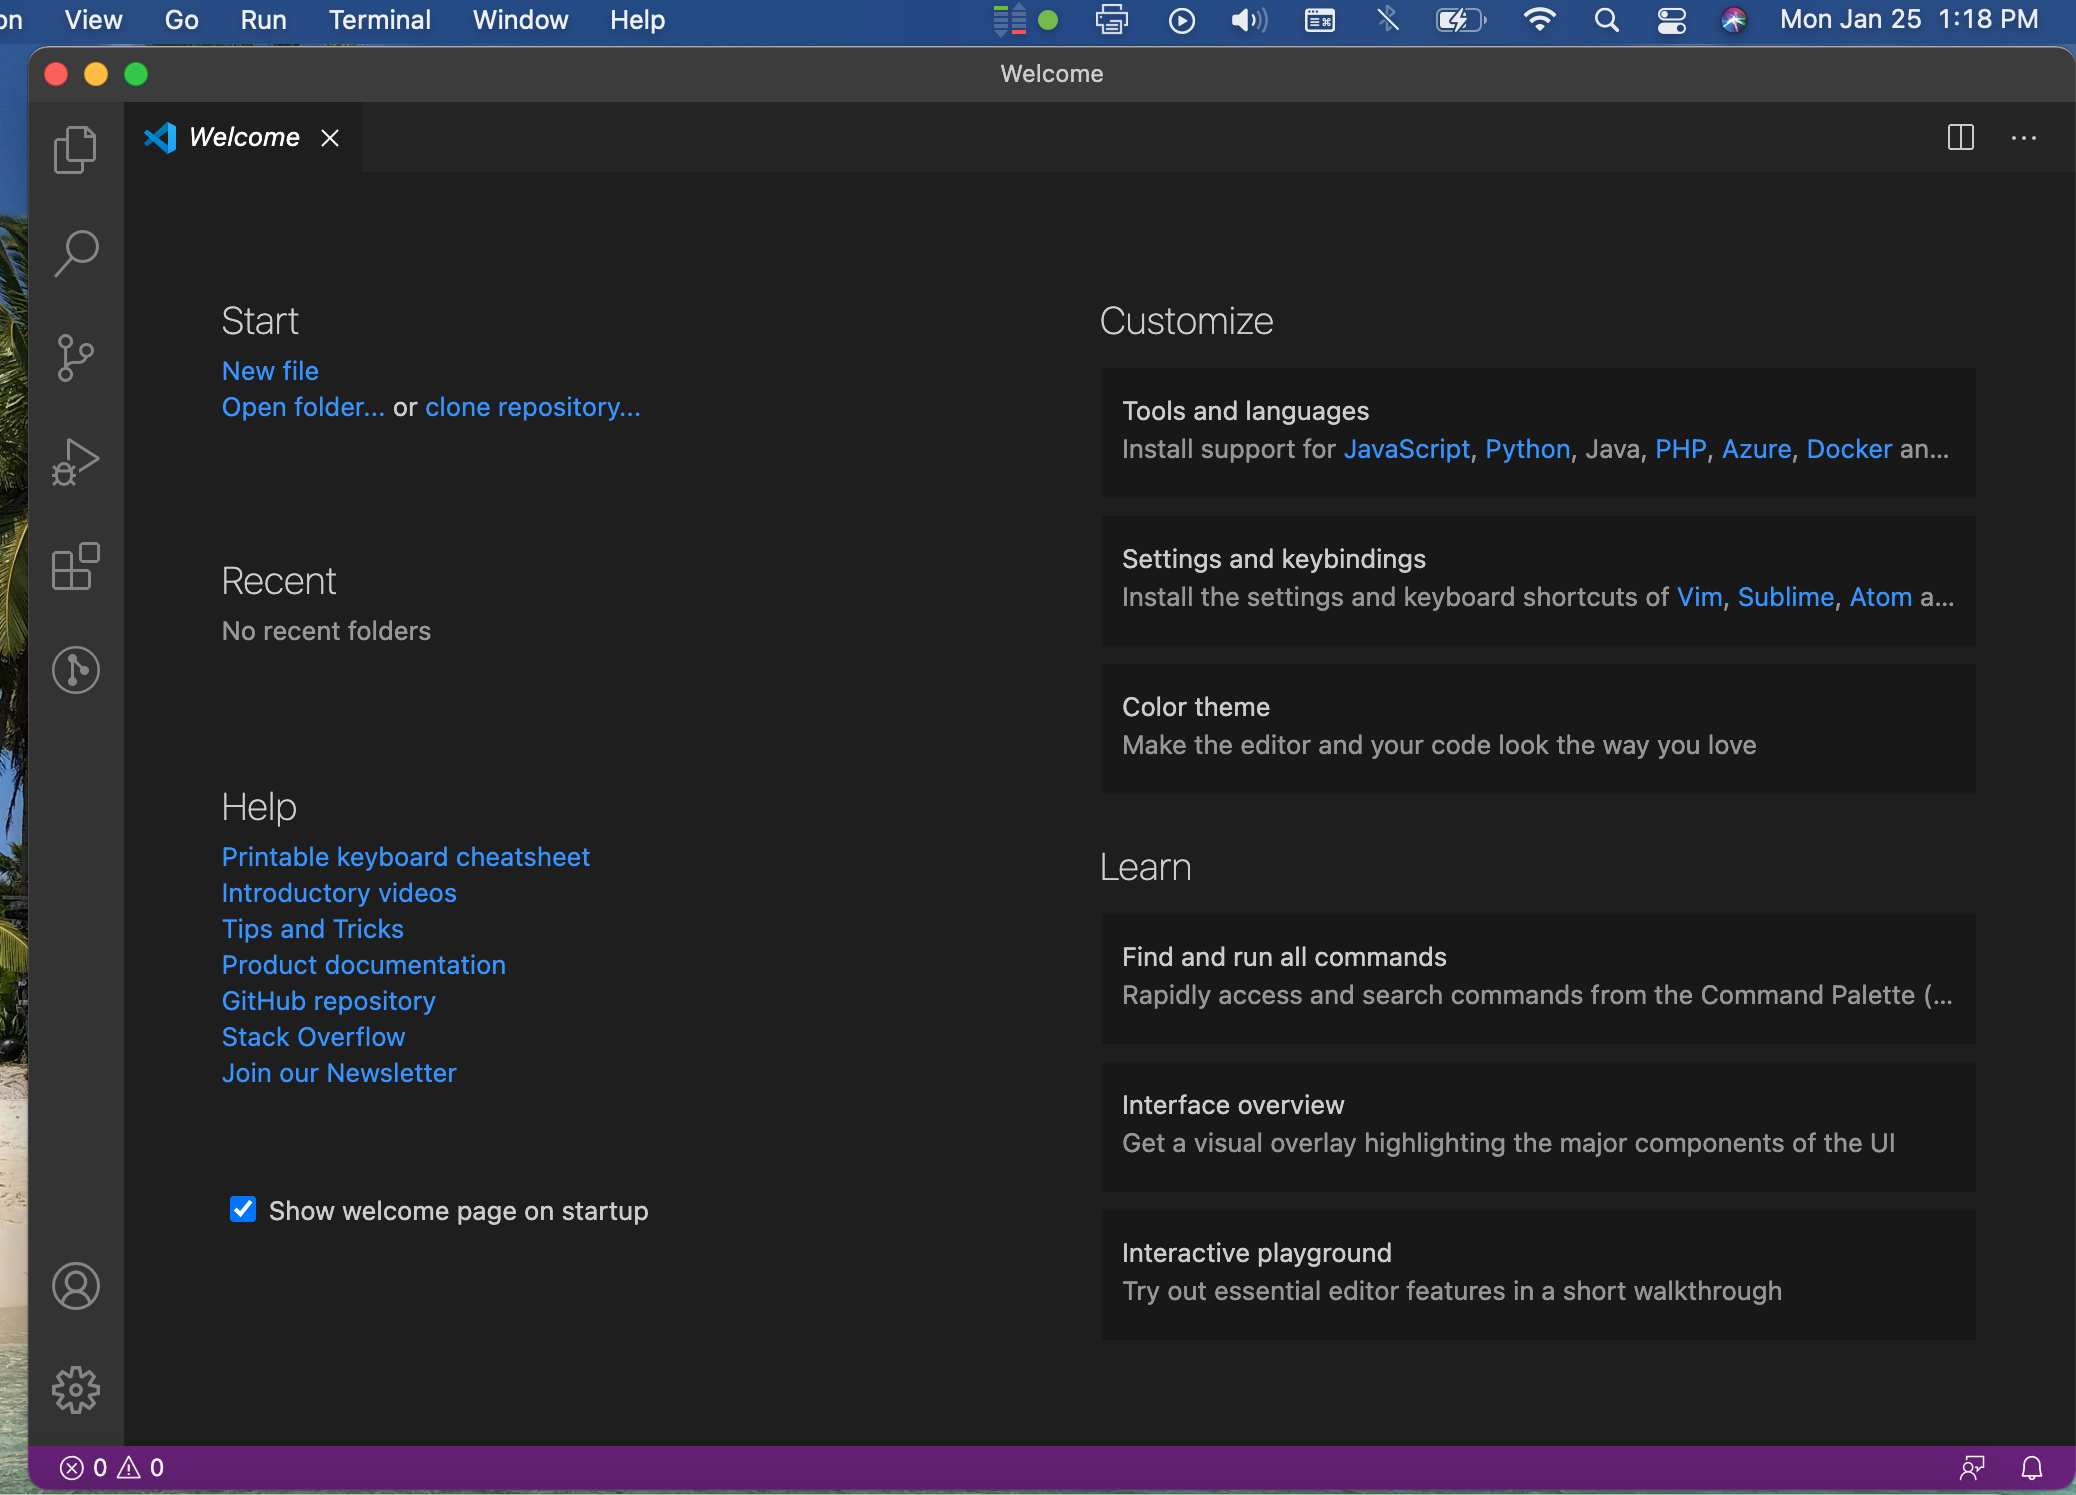 on View Go Run Terminal Window Help Mon Jan 25 1:18 PM
Welcome
Welcome
Start
New file
Open folder... or clone repository...
Recent
No recent folders
Help
Printable keyboard cheatsheet
Introductory videos
Tips and Tricks
Product documentation
GitHub repository
Stack Overflow
Join our Newsletter
Show welcome page on startup
Customize
Tools and languages
Install support for JavaScript, Python, Java, PHP, Azure, Docker an...
Settings and keybindings
Install the settings and keyboard shortcuts of Vim, Sublime, Atom a...
Color theme
Make the editor and your code look the way you love
Learn
Find and run all commands
Rapidly access and search commands from the Command Palette (...
Interface overview
Get a visual overlay highlighting the major components of the UI
Interactive playground
Try out essential editor features in a short walkthrough
0 0